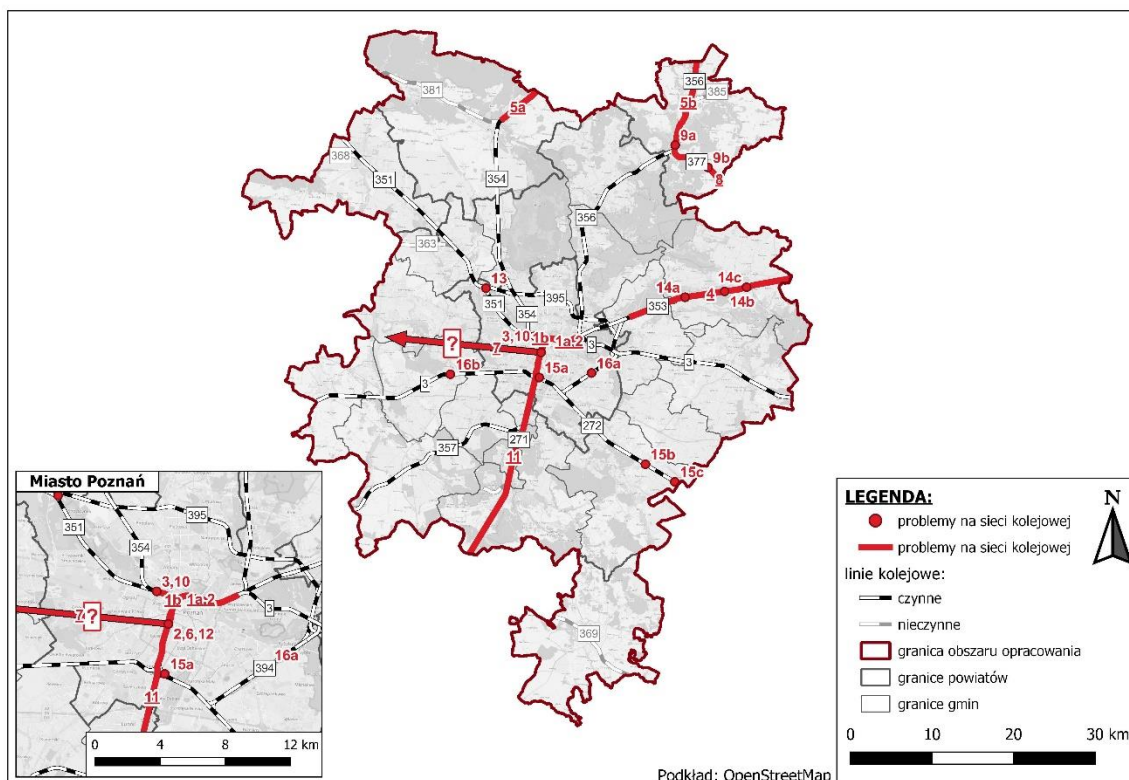 356
385
5b
381
5a
9a
9b
377
8
368
351
354
356
363
13
14c
14a
4
14b
351
395
353
354
3,10
1b
1a,2
3
?
7
3
16b
15a
16a
3
272
357
271
11
15b
15c
369
Miasto Poznań
395
351
354
3,10
1b
1a,2
3
7
?
2,6,12
16a
15a
394
11
0 4 8 12 km
LEGENDA:
N
problemy na sieci kolejowej
problemy na sieci kolejowej
linie kolejowe:
czynne
nieczynne
granica obszaru opracowania
granice powiatów
granice gmin
0 10 20 30 km
Podkład: OpenStreetMap